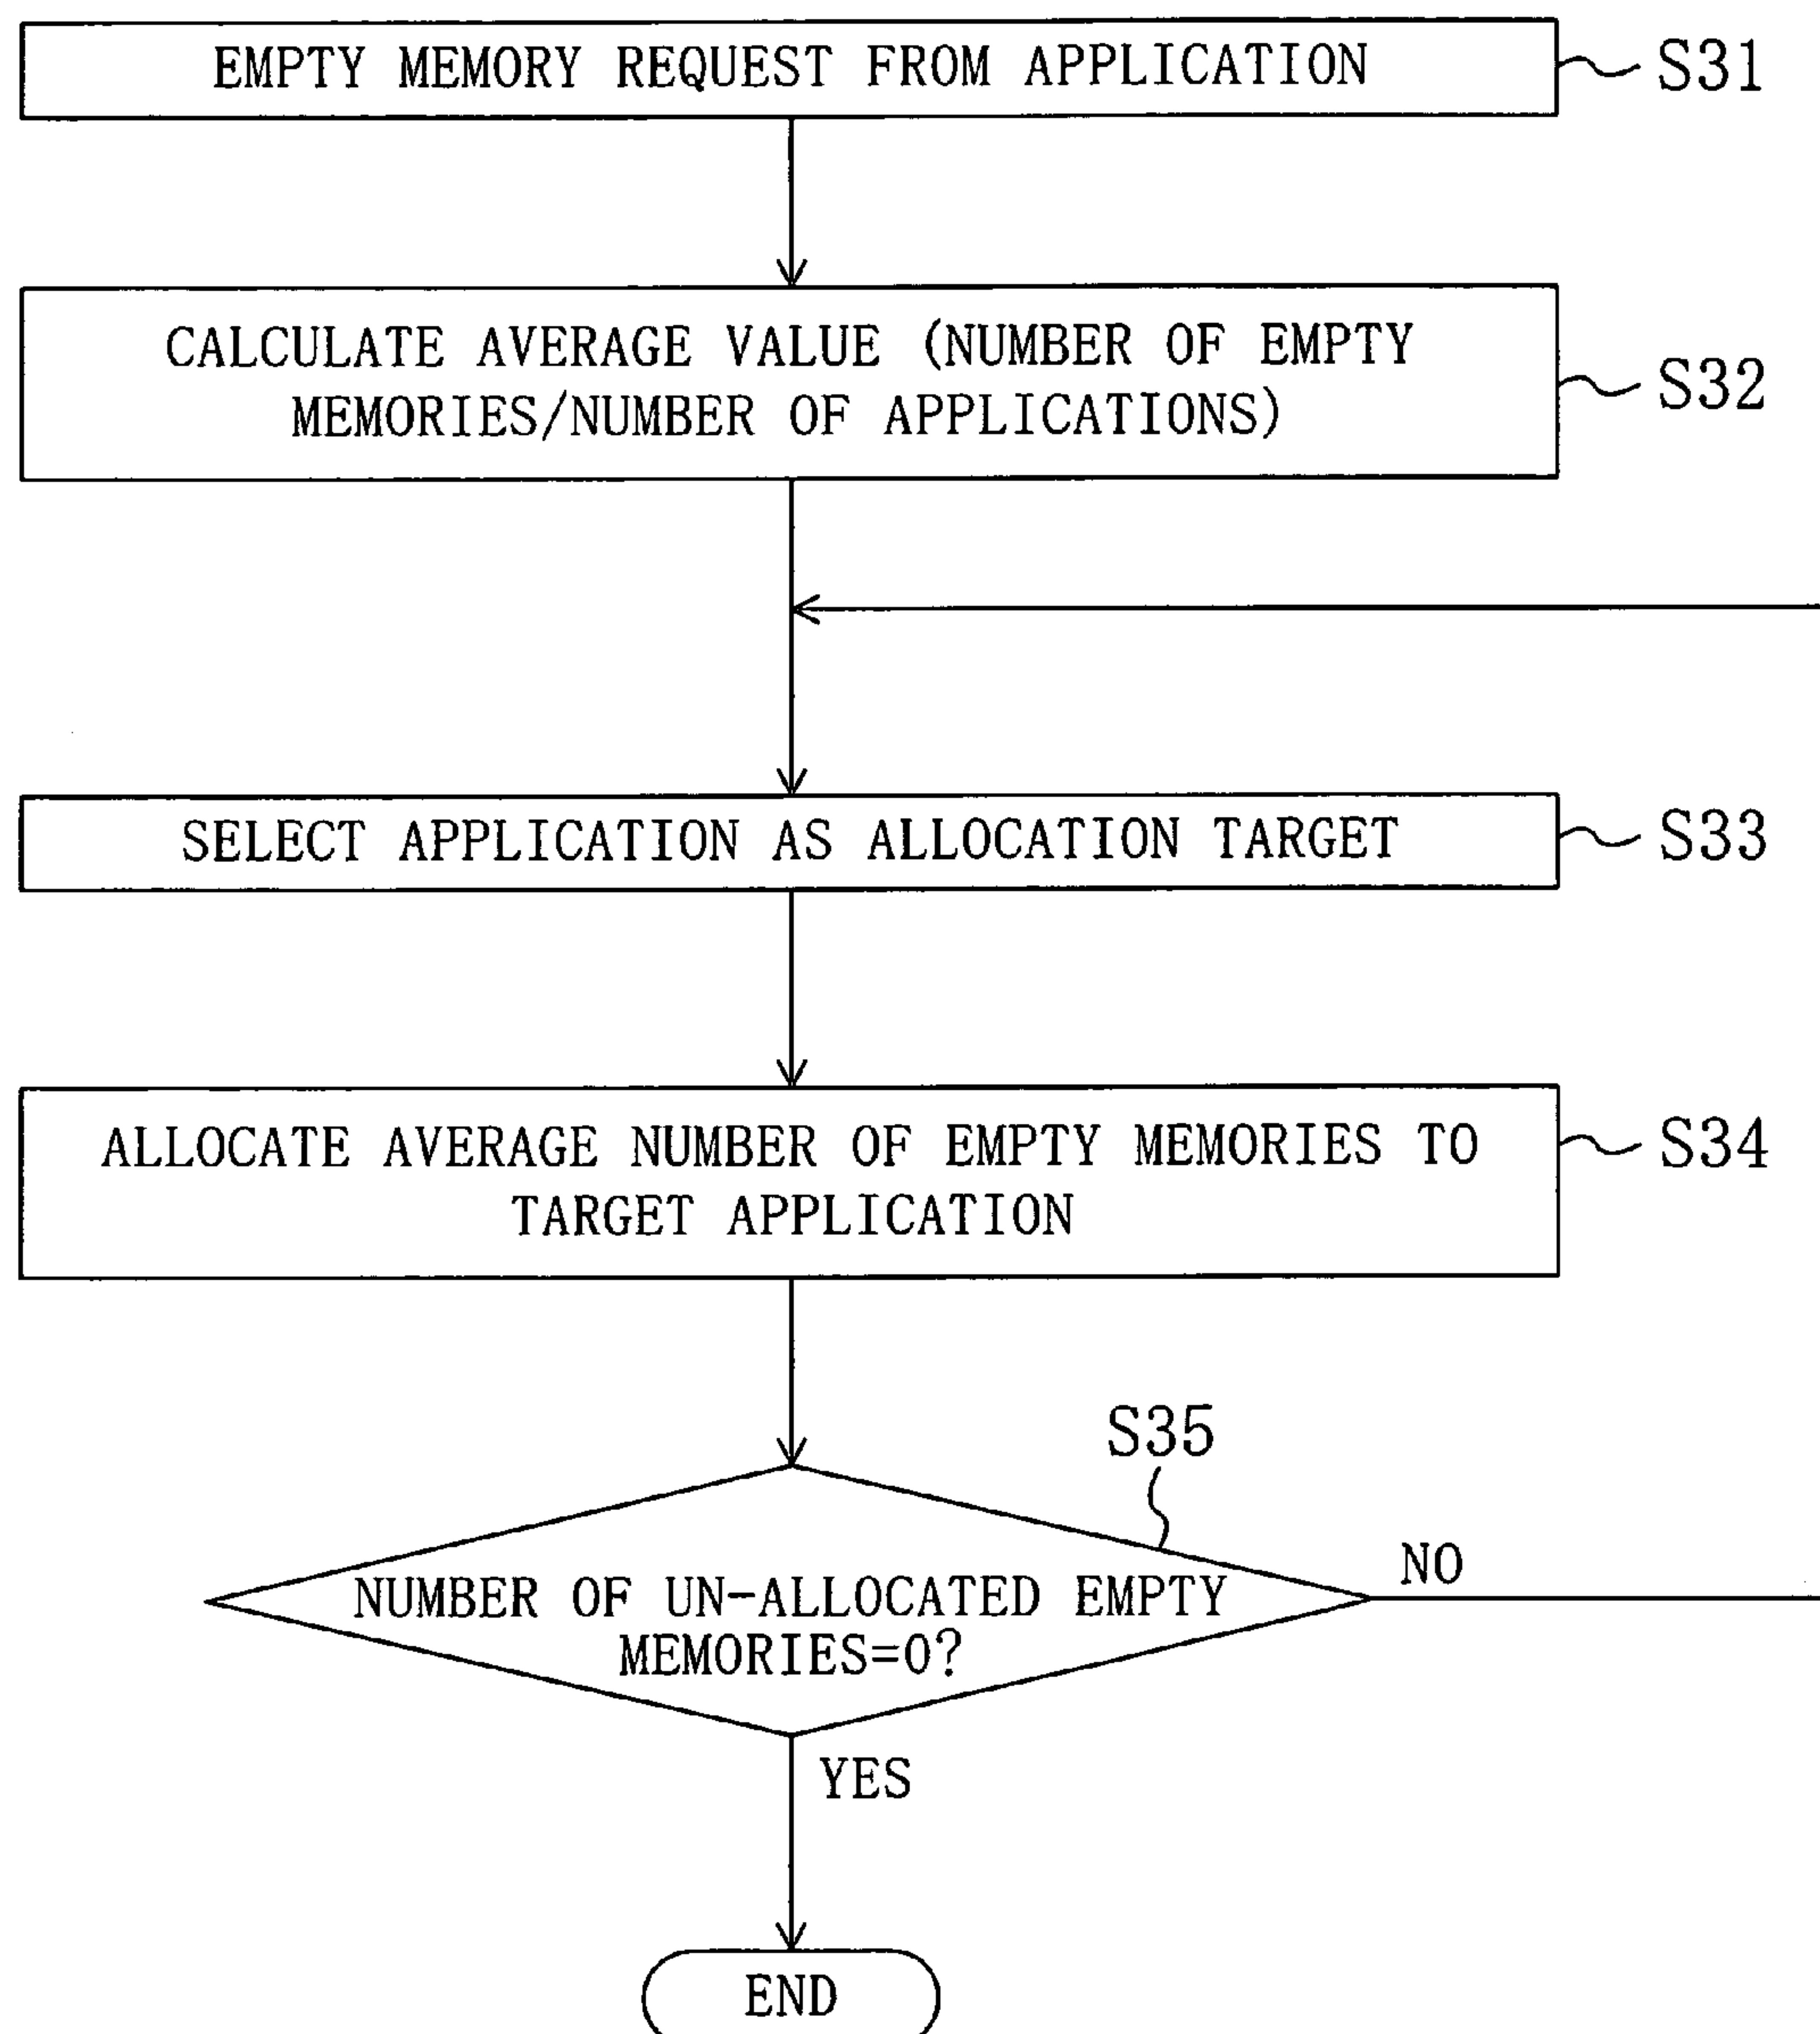 EMPTY MEMORY REQUEST FROM APPLICATION
S31
CALCULATE AVERAGE VALUE (NUMBER OF EMPTY
MEMORIES/NUMBER OF APPLICATIONS)
S32
SELECT APPLICATION AS ALLOCATION TARGET
S33
ALLOCATE AVERAGE NUMBER OF EMPTY MEMORIES TO
TARGET APPLICATION
S34
S35
NUMBER OF UN-ALLOCATED EMPTY
MEMORIES=0?
NO
YES
END